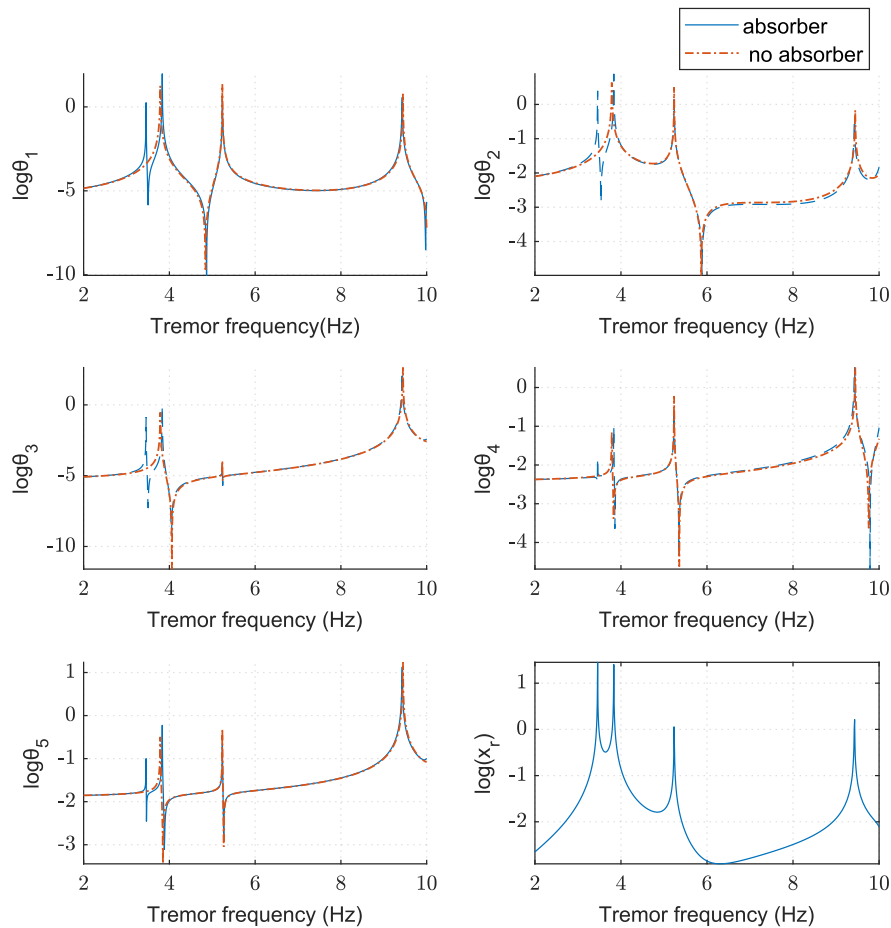 absorber
no absorber
0
-5
-10
logθ1
2 4 6 8 10
Tremor frequency(Hz)
0
-1
-2
-3
-4
logθ2
2 4 6 8 10
Tremor frequency (Hz)
0
-5
-10
logθ3
2 4 6 8 10
Tremor frequency (Hz)
0
-1
-2
-3
-4
logθ4
2 4 6 8 10
Tremor frequency (Hz)
1
0
-1
-2
-3
logθ5
2 4 6 8 10
Tremor frequency (Hz)
1
0
-1
-2
log(x_r)
2 4 6 8 10
Tremor frequency (Hz)